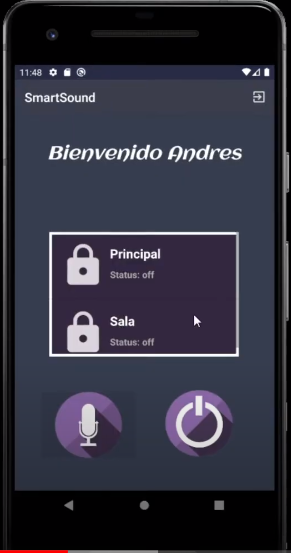 11:48
SmartSound
Bienvenido Andres
Principal
Status: off
Sala
Status: off